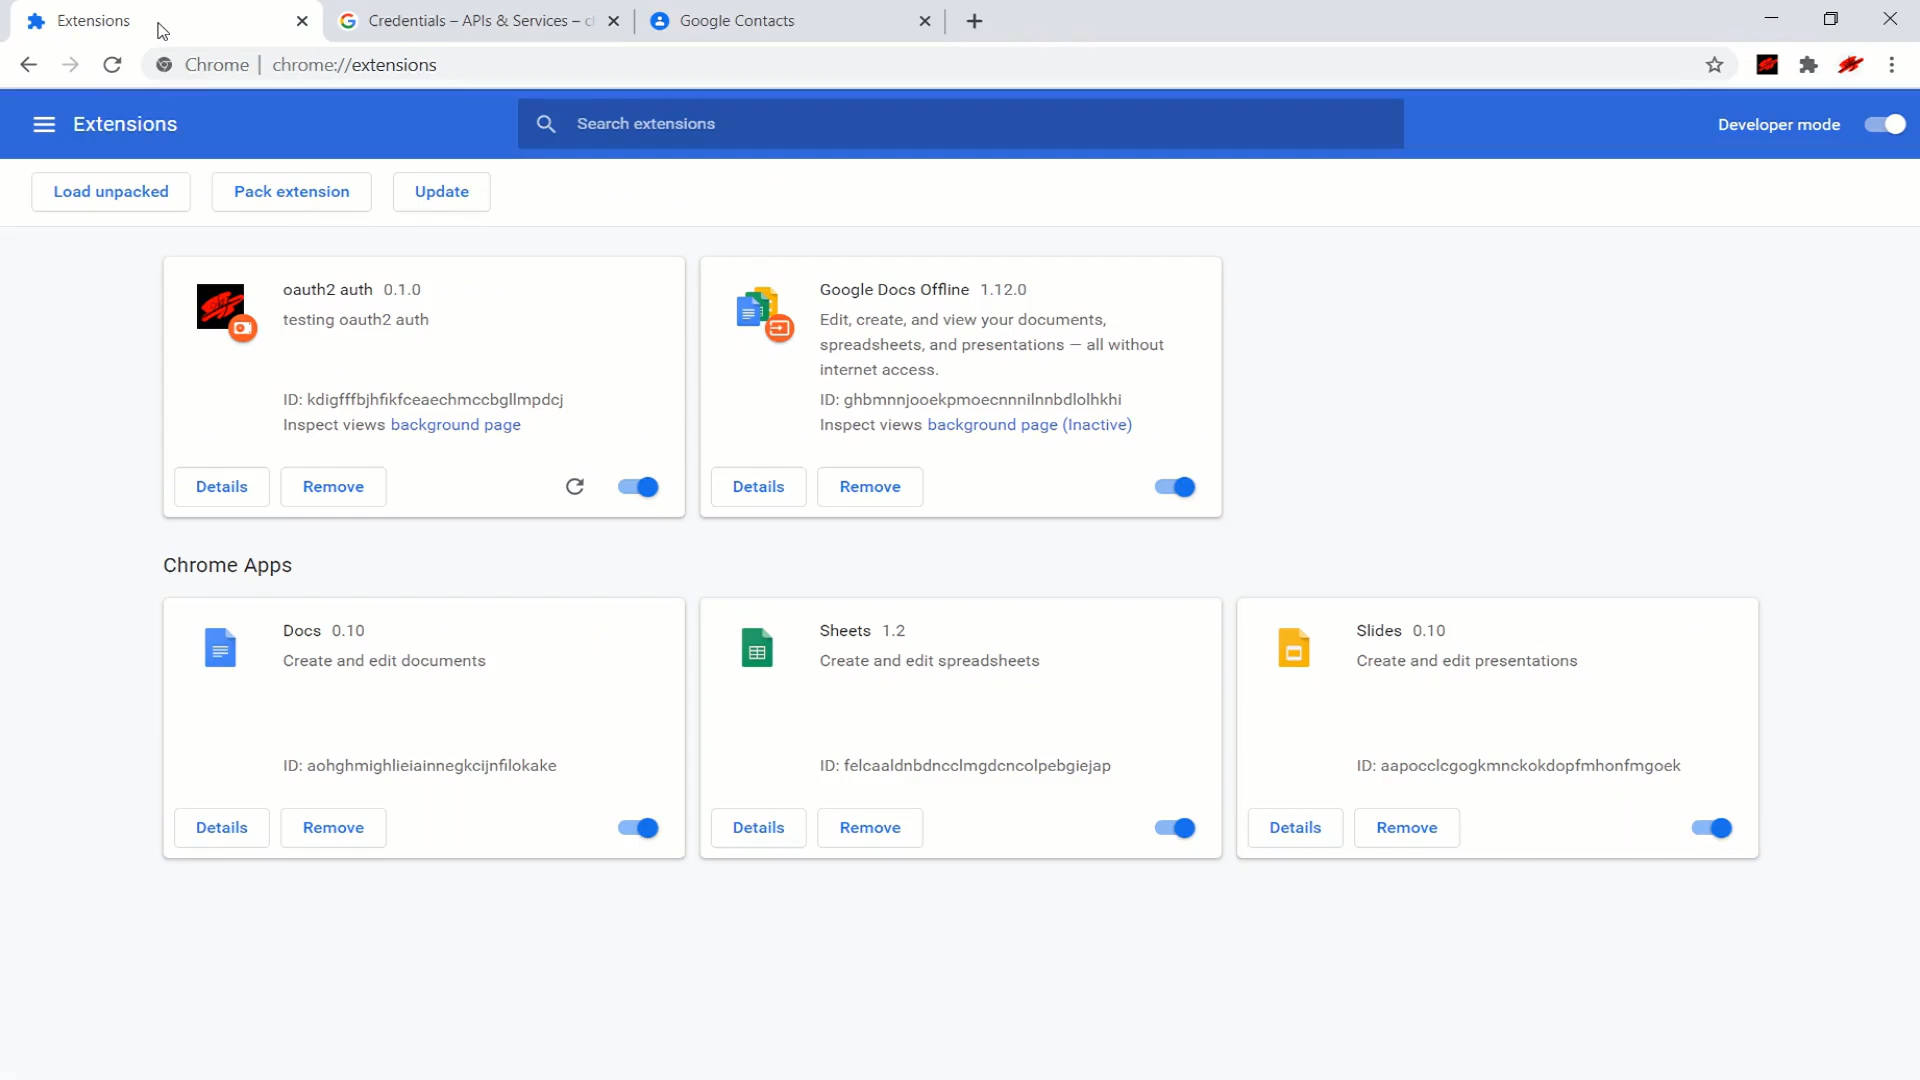 Extensions
Credentials – APIs & Services –
Google Contacts
Chrome | chrome://extensions
Extensions
Search extensions
Developer mode
Load unpacked
Pack extension
Update
oauth2 auth 0.1.0
testing oauth2 auth
ID: kdigfffbjhfikfceaechmccbgllmpdcj
Inspect views background page
Details
Remove
Google Docs Offline 1.12.0
Edit, create, and view your documents,
spreadsheets, and presentations — all without
internet access.
ID: ghbmnnjooekpmoecnnnilnnbdlolhkhi
Inspect views background page (Inactive)
Details
Remove
Chrome Apps
Docs 0.10
Create and edit documents
ID: aohghmighlieiainnegkcijnfilokake
Details
Remove
Sheets 1.2
Create and edit spreadsheets
ID: felcaaldnbdncclmgdcncolpebgiejap
Details
Remove
Slides 0.10
Create and edit presentations
ID: aapocclcgogkmnckokdopfmhonfmgoek
Details
Remove